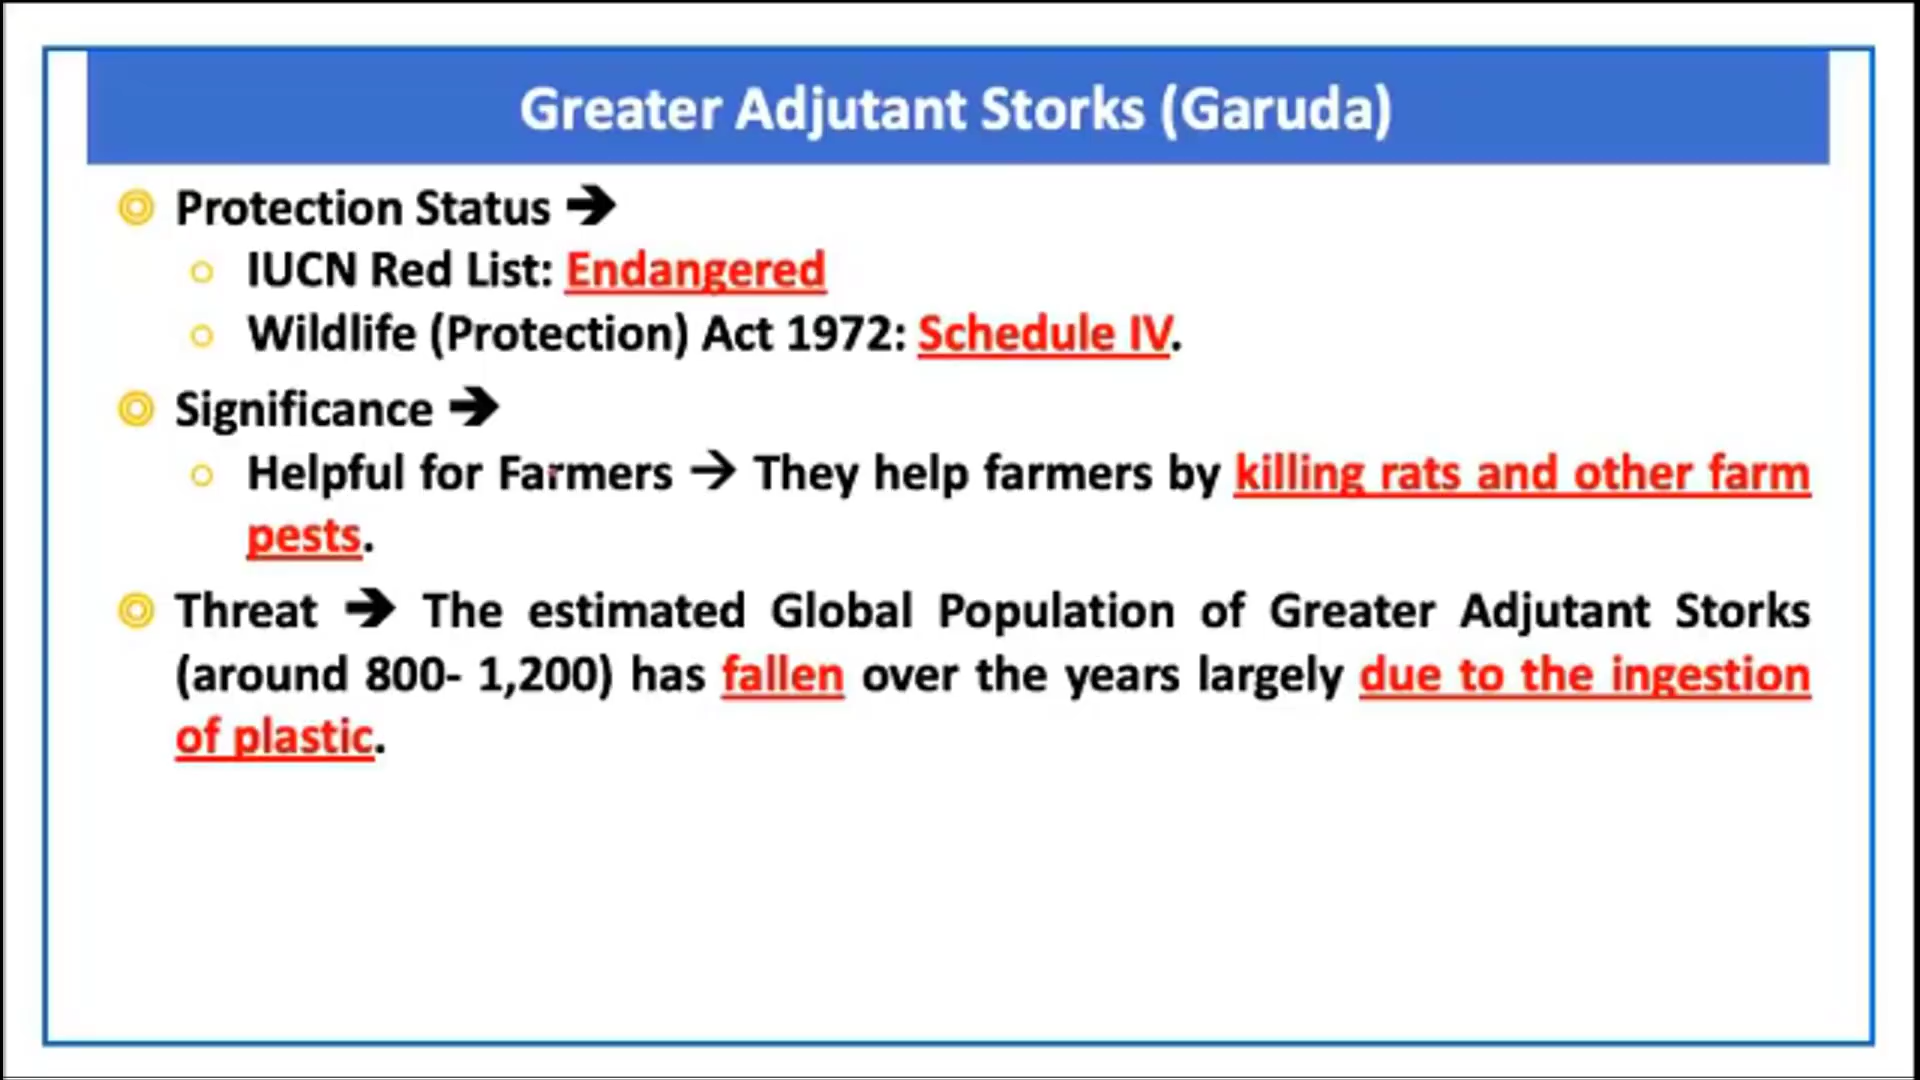 Greater Adjutant Storks (Garuda)
Protection Status ➔
IUCN Red List: Endangered
Wildlife (Protection) Act 1972: Schedule IV.
Significance ➔
Helpful for Farmers → They help farmers by killing rats and other farm
pests.
Threat ➔ The estimated Global Population of Greater Adjutant Storks
(around 800- 1,200) has fallen over the years largely due to the ingestion
of plastic.